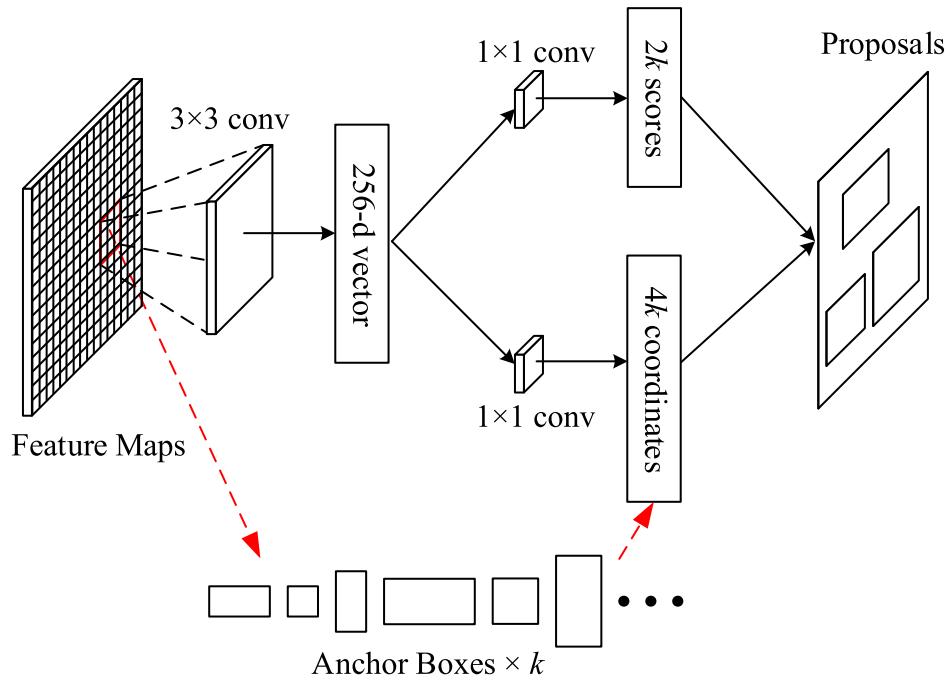 1×1 conv
2k scores
Proposals
3×3 conv
256-d vector
4k coordinates
1×1 conv
Feature Maps
Anchor Boxes × k